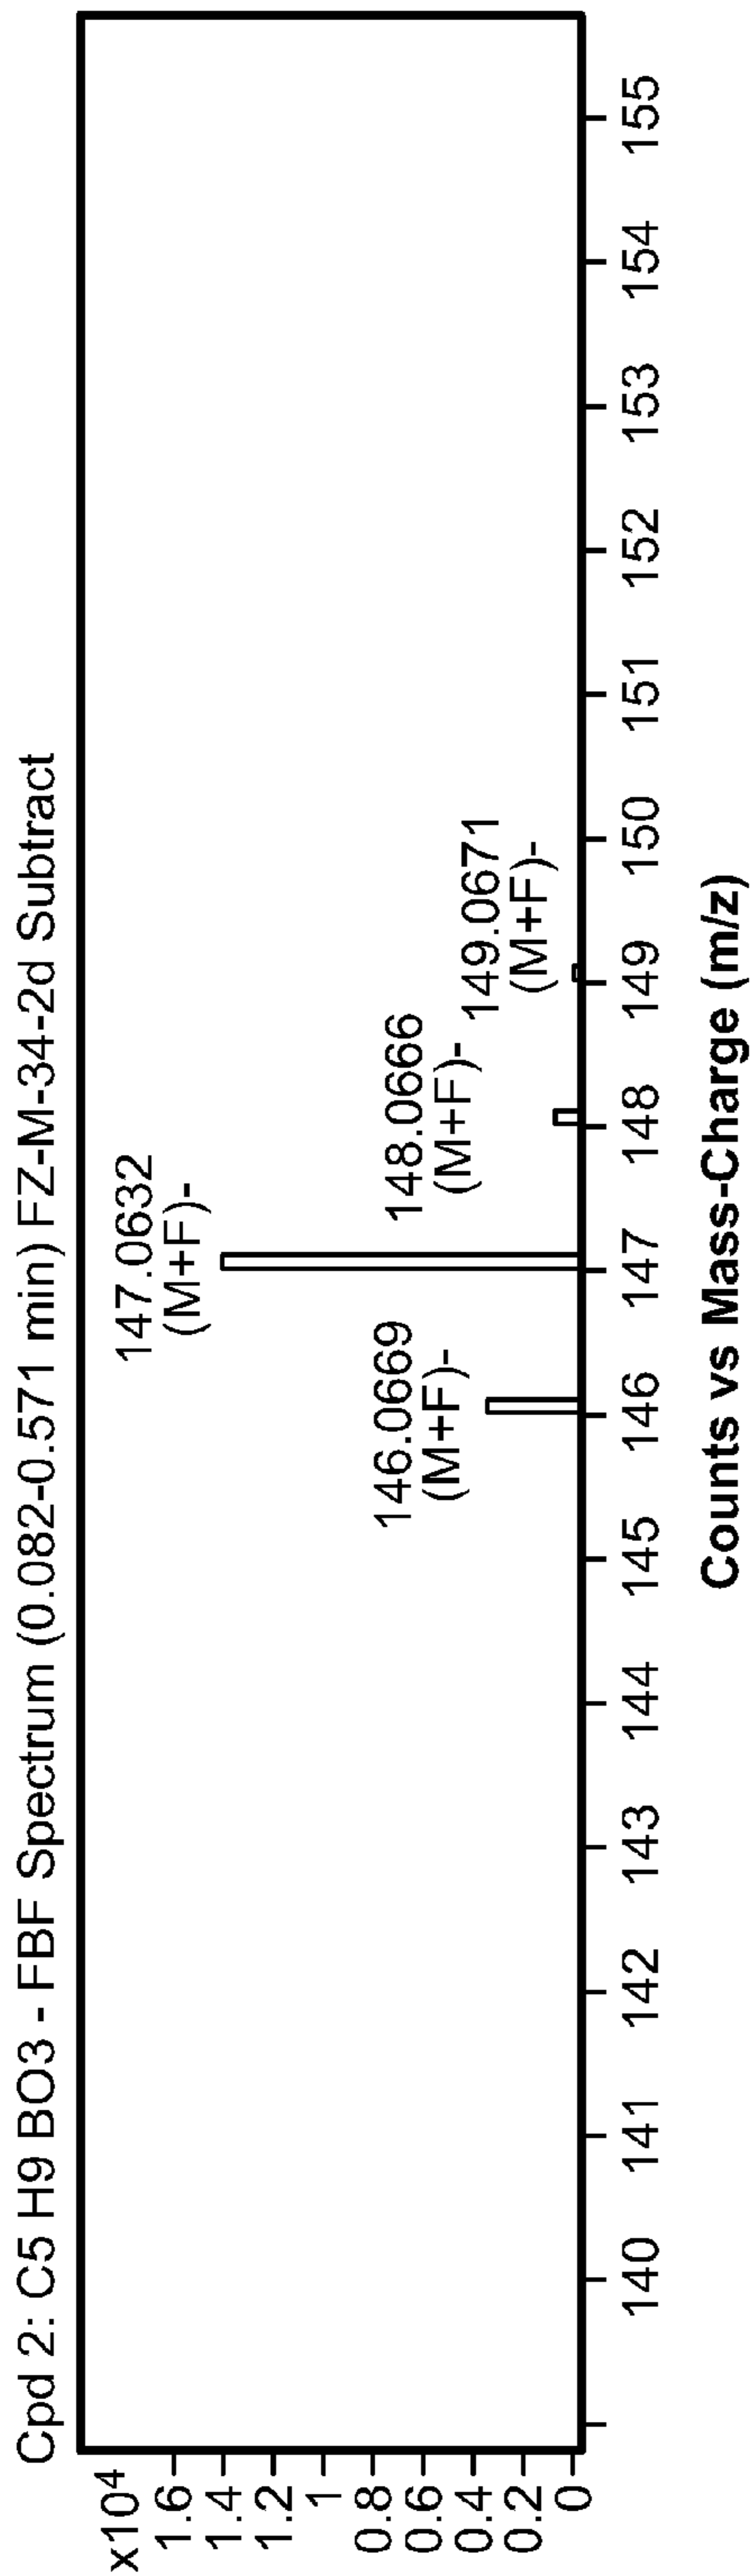 Cpd 2: C5 H9 BO3 - FBF Spectrum (0.082-0.571 min) FZ-M-34-2d Subtract
x10⁴
1.6
1.4
1.2
1
0.8
0.6
0.4
0.2
0
146.0669
(M+F)-
147.0632
(M+F)-
148.0666
(M+F)-
149.0671
(M+F)-
140 141 142 143 144 145 146 147 148 149 150 151 152 153 154 155
Counts vs Mass-Charge (m/z)